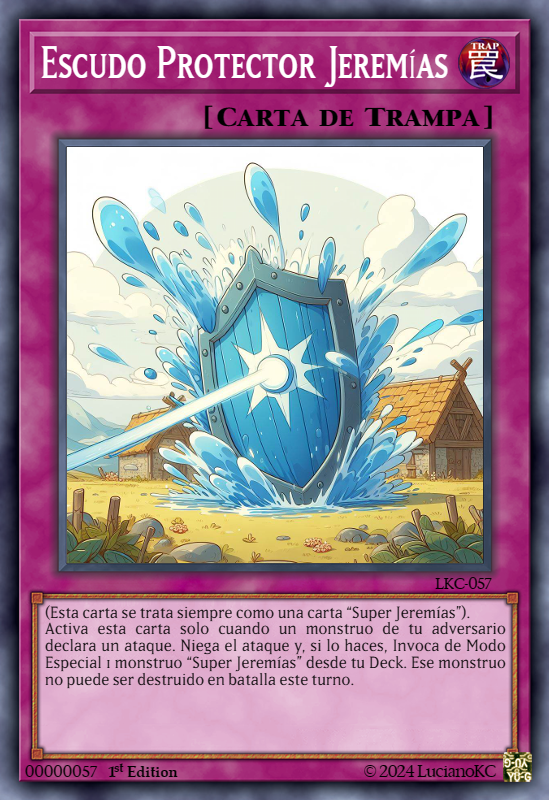 Escudo Protector Jeremías
TRAP
罠
[Carta de Trampa]
LKC-057
(Esta carta se trata siempre como una carta “Super Jeremías”).
Activa esta carta solo cuando un monstruo de tu adversario
declara un ataque. Niega el ataque y, si lo haces, Invoca de Modo
Especial 1 monstruo “Super Jeremías” desde tu Deck. Ese monstruo
no puede ser destruido en batalla este turno.
00000057 1st Edition
© 2024 LucianoKC